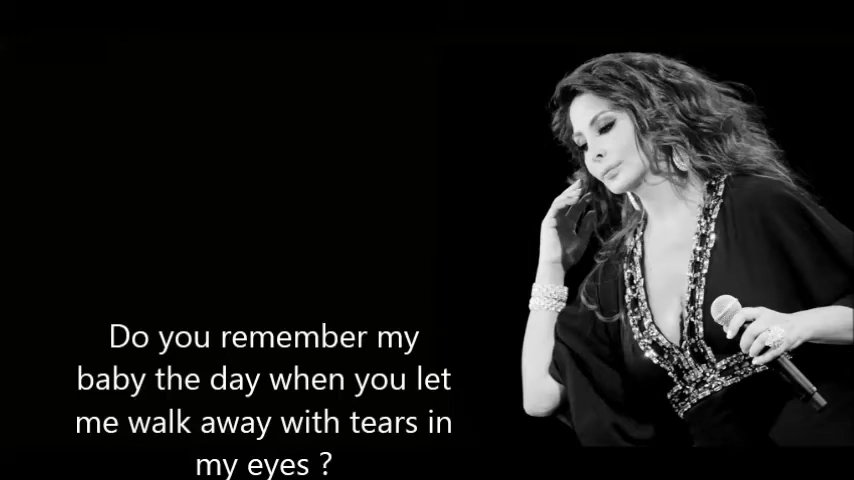 Do you remember my
baby the day when you let
me walk away with tears in
my eyes ?